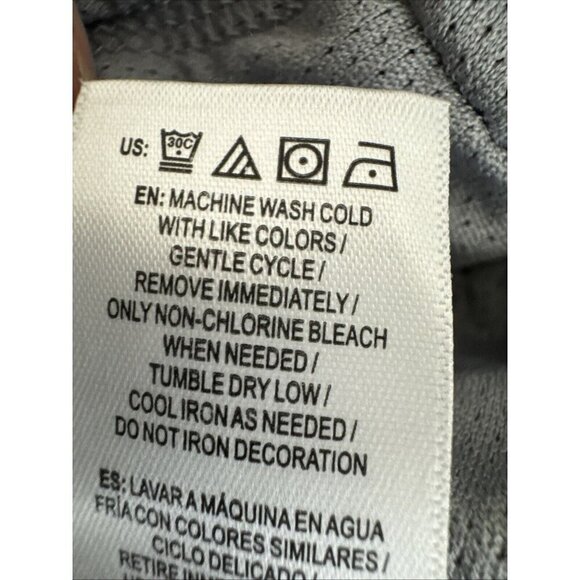 US: 30C
EN: MACHINE WASH COLD
WITH LIKE COLORS /
GENTLE CYCLE /
REMOVE IMMEDIATELY /
ONLY NON-CHLORINE BLEACH
WHEN NEEDED /
TUMBLE DRY LOW /
COOL IRON AS NEEDED /
DO NOT IRON DECORATION
ES: LAVAR A MÁQUINA EN AGUA
FRÍA CON COLORES SIMILARES /
CICLO DELICADO /
RETIRE